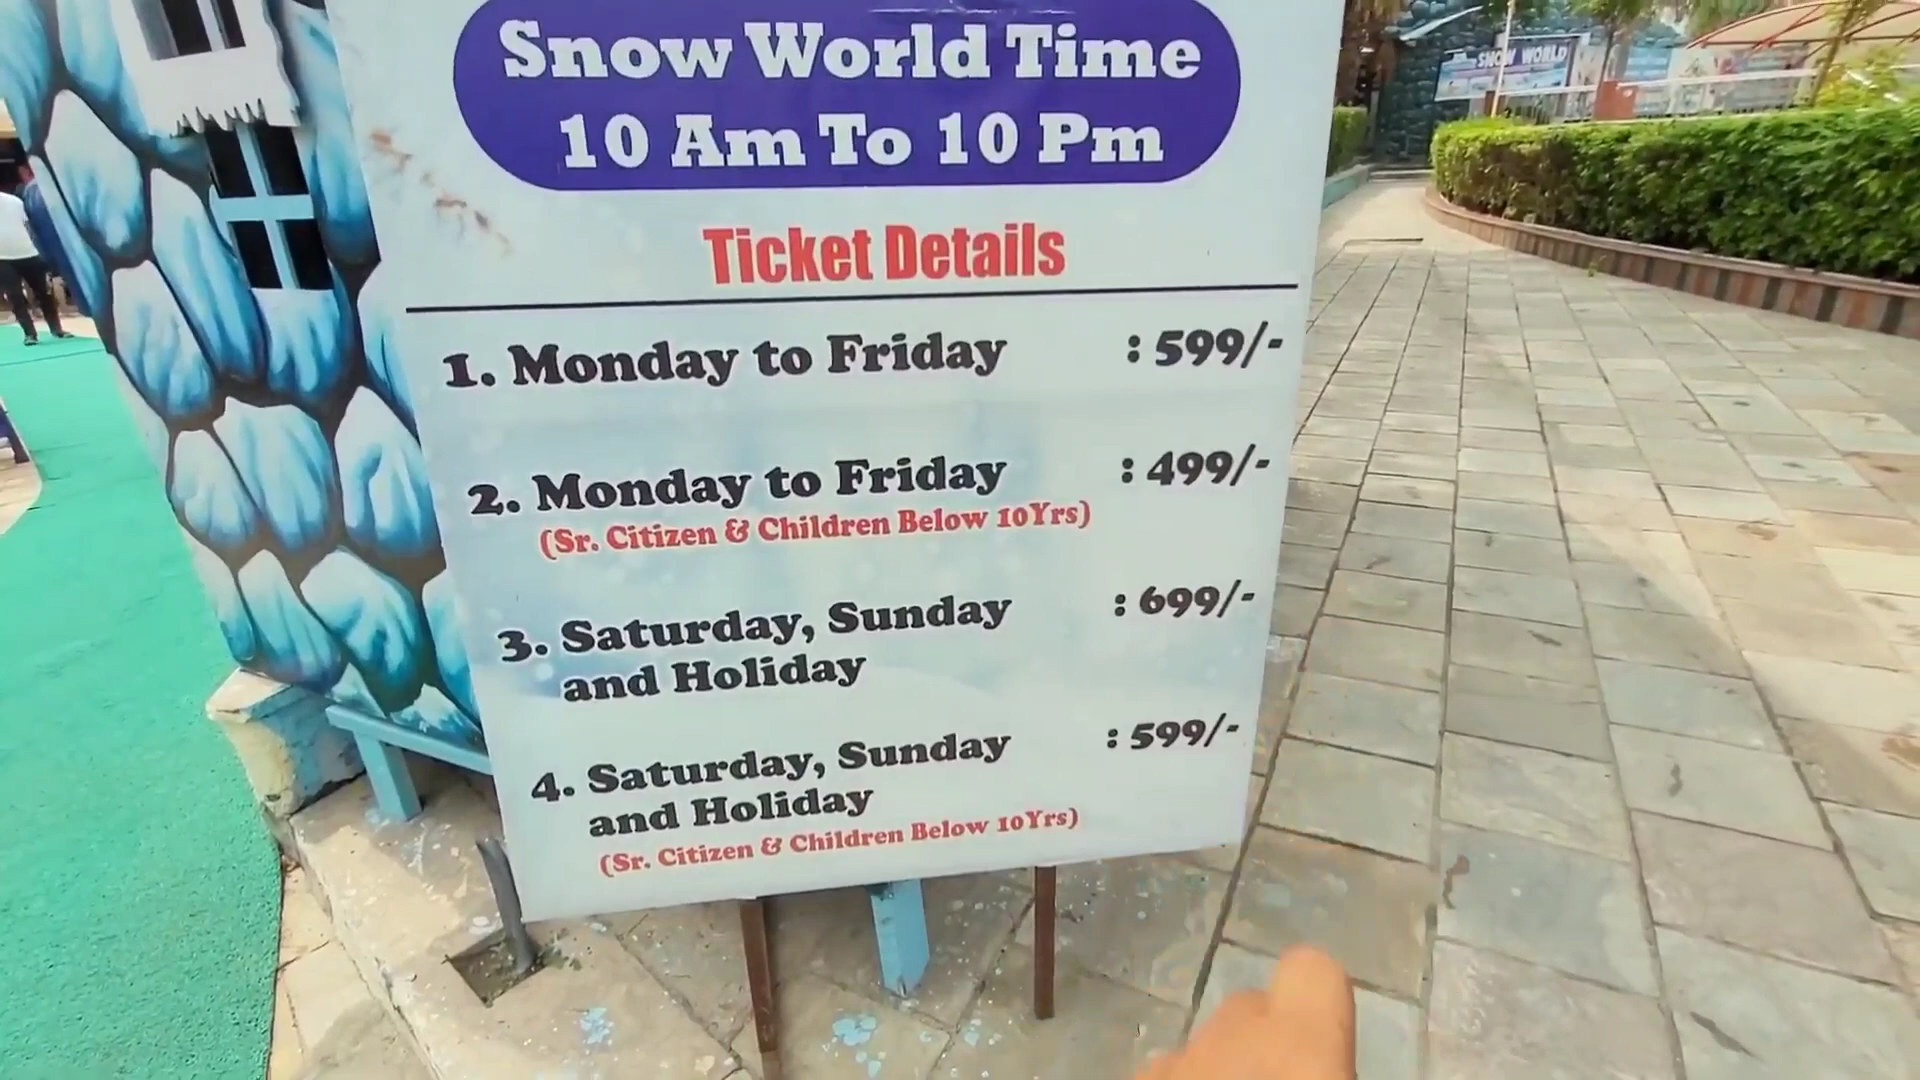 Snow World Time
10 Am To 10 Pm
Ticket Details
1. Monday to Friday : 599/-
2. Monday to Friday : 499/-
(Sr. Citizen & Children Below 10Yrs)
3. Saturday, Sunday : 699/-
and Holiday
4. Saturday, Sunday : 599/-
and Holiday
(Sr. Citizen & Children Below 10Yrs)
SNOW WORLD